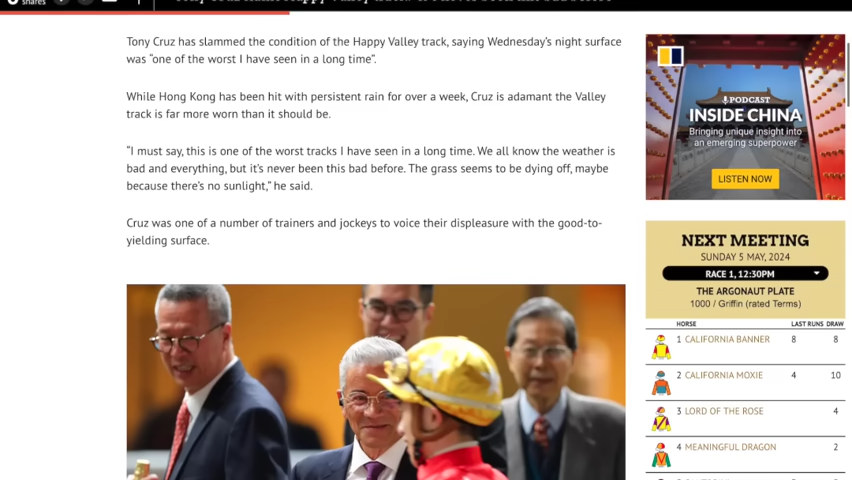 shares
Tony Cruz has slammed the condition of the Happy Valley track, saying Wednesday's night surface
was “one of the worst I have seen in a long time”.
While Hong Kong has been hit with persistent rain for over a week, Cruz is adamant the Valley
track is far more worn than it should be.
“I must say, this is one of the worst tracks I have seen in a long time. We all know the weather is
bad and everything, but it's never been this bad before. The grass seems to be dying off, maybe
because there's no sunlight,” he said.
Cruz was one of a number of trainers and jockeys to voice their displeasure with the good-to-
yielding surface.
PODCAST
INSIDE CHINA
Bringing unique insight into
an emerging superpower
LISTEN NOW
NEXT MEETING
SUNDAY 5 MAY, 2024
RACE 1, 12:30PM
THE ARGONAUT PLATE
1000 / Griffin (rated Terms)
HORSE LAST RUNS DRAW
1 CALIFORNIA BANNER 8 8
2 CALIFORNIA MOXIE 4 10
3 LORD OF THE ROSE 4
4 MEANINGFUL DRAGON 2